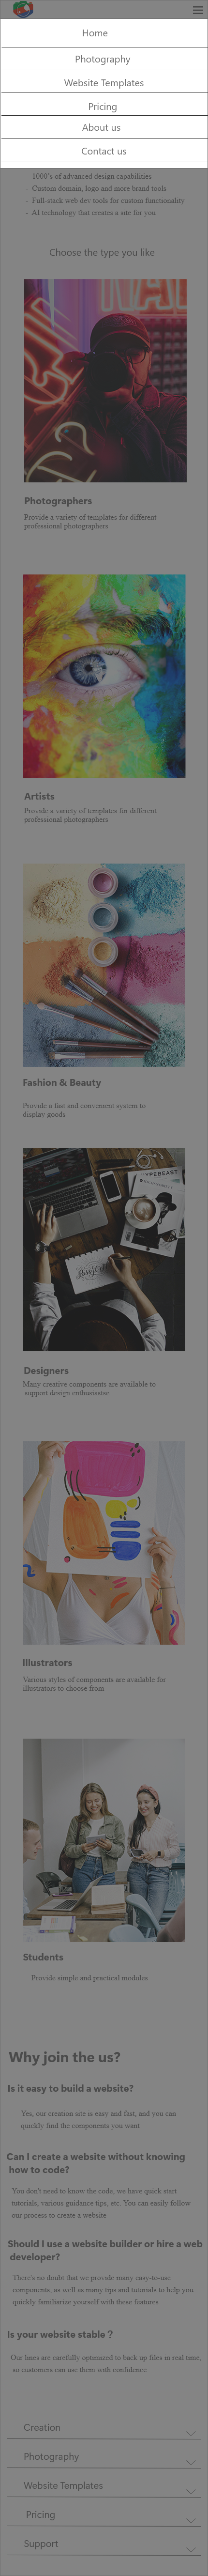 Home
Photography
Website Templates
Pricing
About us
Contact us
- 1000's of advanced design capabilities
- Custom domain, logo and more brand tools
- Full-stack web dev tools for custom functionality
- AI technology that creates a site for you
Choose the type you like
Photographers
Provide a variety of templates for different
professional photographers
Artists
Provide a variety of templates for different
professional photographers
Fashion & Beauty
Provide a fast and convenient system to
display goods
Designers
Many creative components are available to
support design enthusiastse
Illustrators
Various styles of components are available for
illustrators to choose from
Students
Provide simple and practical modules
Why join the us?
Is it easy to build a website?
Yes, our creation site is easy and fast, and you can
quickly find the components you want
Can I create a website without knowing
how to code?
You don't need to know the code, we have quick start
tutorials, various guidance tips, etc. You can easily follow
our process to create a website.
Should I use a website builder or hire a web
developer?
There's no doubt that we provide many easy-to-use
components, as well as many tips and tutorials to help you
quickly familiarize yourself with these features
Is your website stable？
Our lines are carefully optimized to back up files in real time,
so customers can use them with confidence
Creation
Photography
Website Templates
Pricing
Support